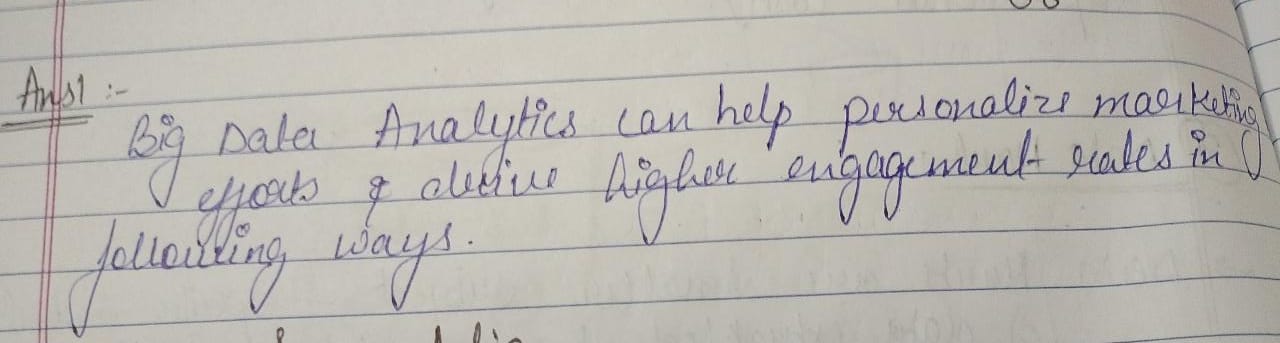 Ans1 :-
Big Data Analytics can help personalize marketing
efforts & derive higher engagement rates in
following ways.